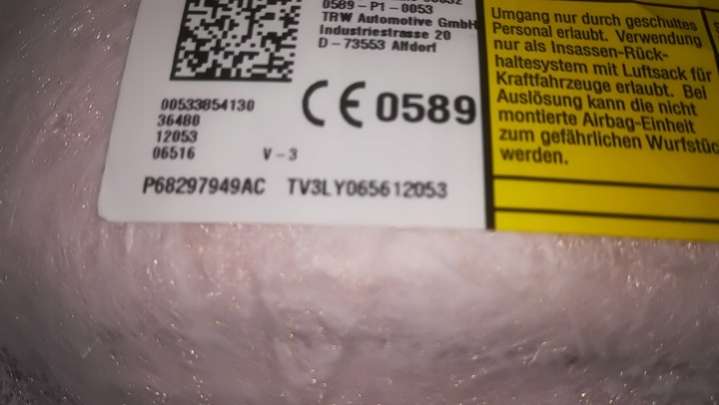 0589 - P1 - 0053
TRW Automotive GmbH
Industriestrasse 20
D - 73553 Alfdorf
CE 0589
00533854130
36480
12053
06516 V - 3
P68297949AC TV3LY065612053
Umgang nur durch geschultes
Personal erlaubt. Verwendung
nur als Insassen-Rück-
haltesystem mit Luftsack für
Kraftfahrzeuge erlaubt. Bei
Auslösung kann die nicht
montierte Airbag-Einheit
zum gefährlichen Wurfstüc
werden.